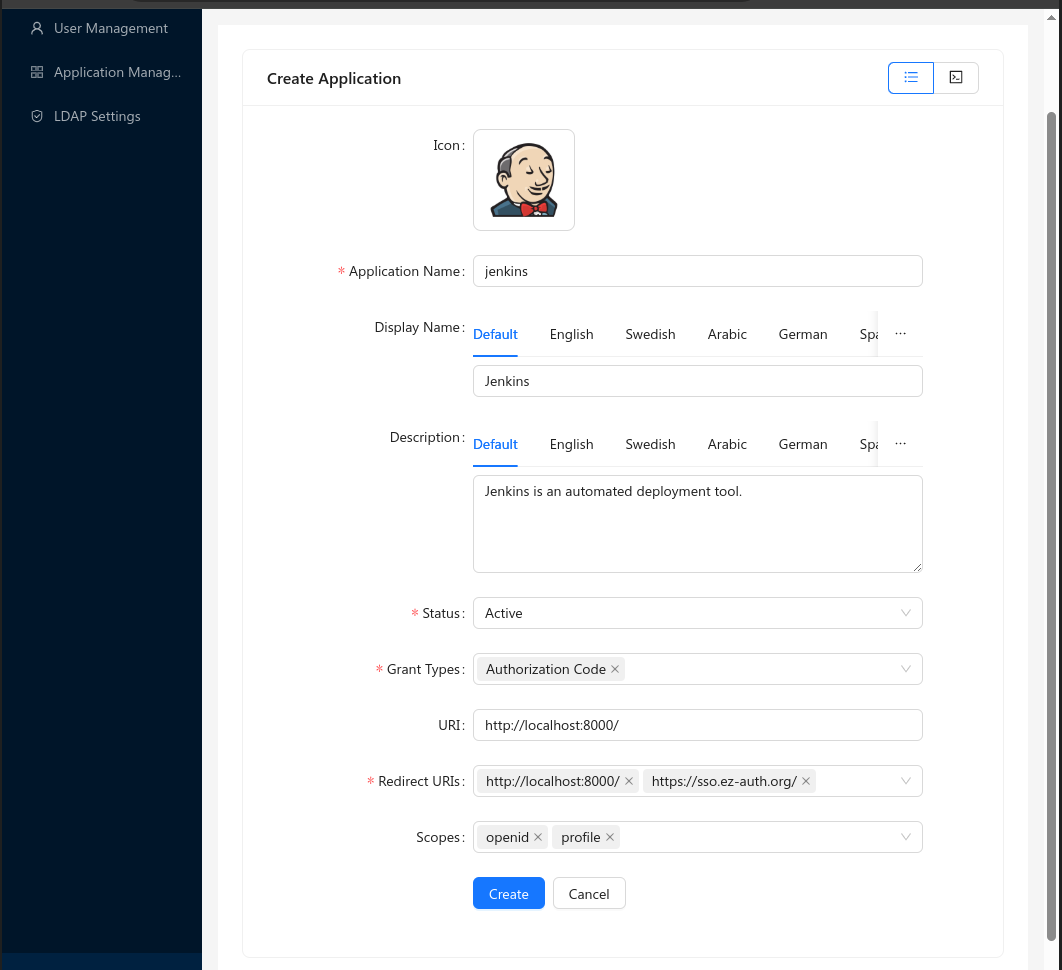 User Management
Application Manag...
LDAP Settings
Create Application
Icon:
* Application Name: jenkins
Display Name: Default English Swedish Arabic German Spa ...
Jenkins
Description: Default English Swedish Arabic German Spa ...
Jenkins is an automated deployment tool.
* Status: Active
* Grant Types: Authorization Code ×
URI: http://localhost:8000/
* Redirect URIs: http://localhost:8000/ × https://sso.ez-auth.org/ ×
Scopes: openid × profile ×
Create Cancel